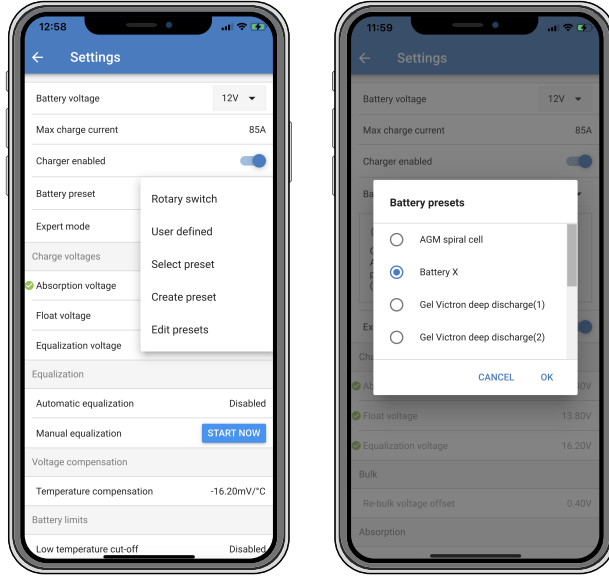 12:58
Settings
Battery voltage 12V
Max charge current 85A
Charger enabled
Battery preset
Expert mode
Charge voltages
Absorption voltage
Float voltage
Equalization voltage
Rotary switch
User defined
Select preset
Create preset
Edit presets
Equalization
Automatic equalization Disabled
Manual equalization START NOW
Voltage compensation
Temperature compensation -16.20mV/°C
Battery limits
Low temperature cut-off Disabled
11:59
Settings
Battery voltage 12V
Max charge current 85A
Charger enabled
Battery presets
AGM spiral cell
Battery X
Gel Victron deep discharge(1)
Gel Victron deep discharge(2)
CANCEL OK
Float voltage 13.80V
Equalization voltage 16.20V
Bulk
Re-bulk voltage offset 0.40V
Absorption